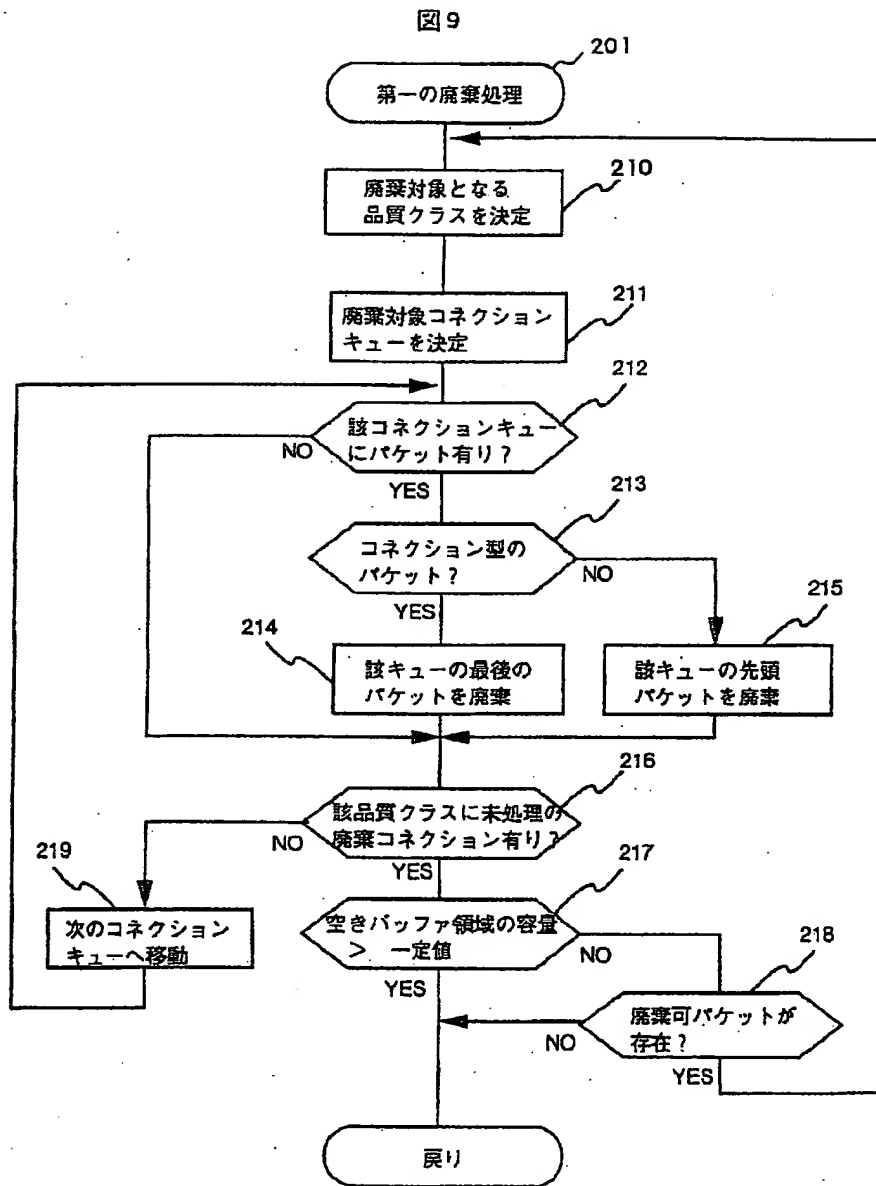 図9
201
第一の廃棄処理
210
廃棄対象となる
品質クラスを決定
211
廃棄対象コネクション
キューを決定
212
該コネクションキュー
にパケット有り?
NO
YES
213
コネクション型の
パケット?
NO
YES
214
215
該キューの最後の
パケットを廃棄
該キューの先頭
パケットを廃棄
216
該品質クラスに未処理の
廃棄コネクション有り?
NO
YES
217
219
次のコネクション
キューへ移動
空きバッファ領域の容量
> 一定値
NO
YES
218
廃棄可パケットが
存在?
NO
YES
戻り